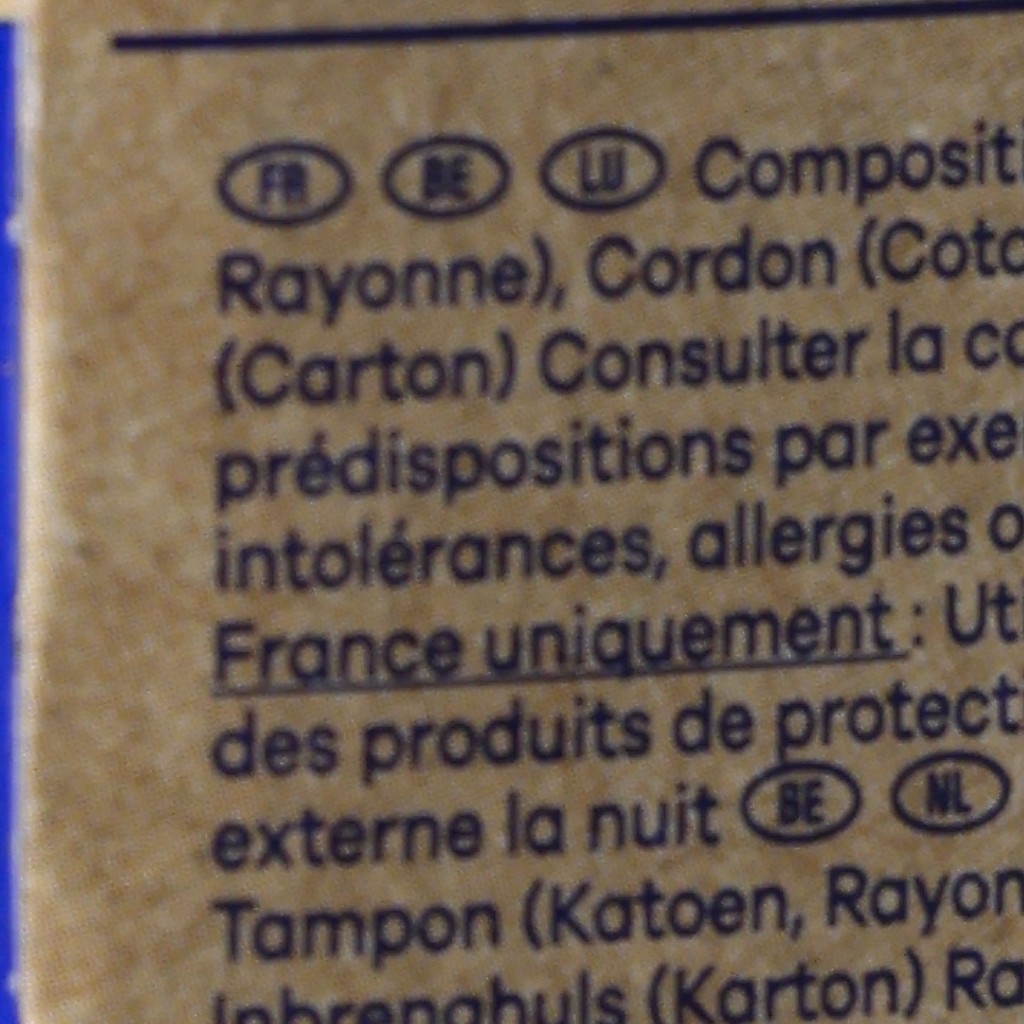 FR BE LU Compositi
Rayonne), Cordon (Coto
(Carton) Consulter la co
prédispositions par exe
intolérances, allergies o
France uniquement : Uti
des produits de protecti
externe la nuit BE NL
Tampon (Katoen, Rayon
Inbrenghuls (Karton) Ra